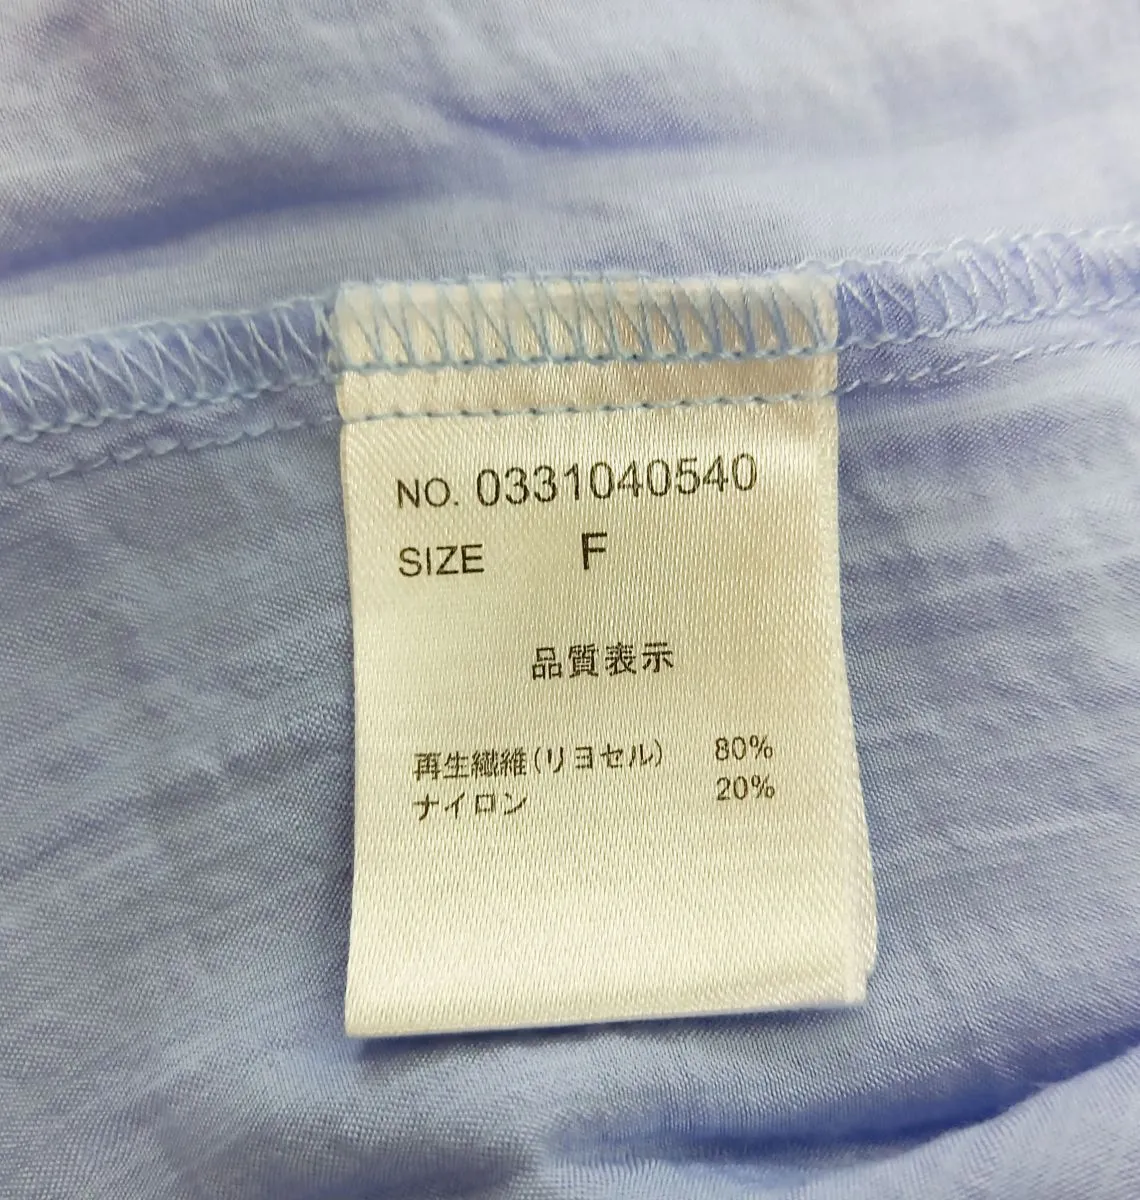 NO. 0331040540
SIZE F
品質表示
再生繊維(リヨセル) 80%
ナイロン 20%